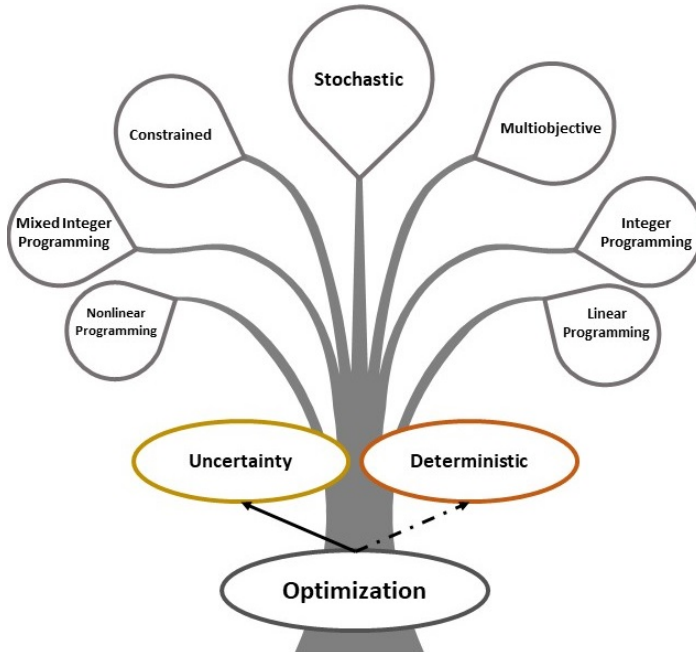 Stochastic
Constrained
Multiobjective
Mixed Integer
Programming
Integer
Programming
Nonlinear
Programming
Linear
Programming
Uncertainty
Deterministic
Optimization